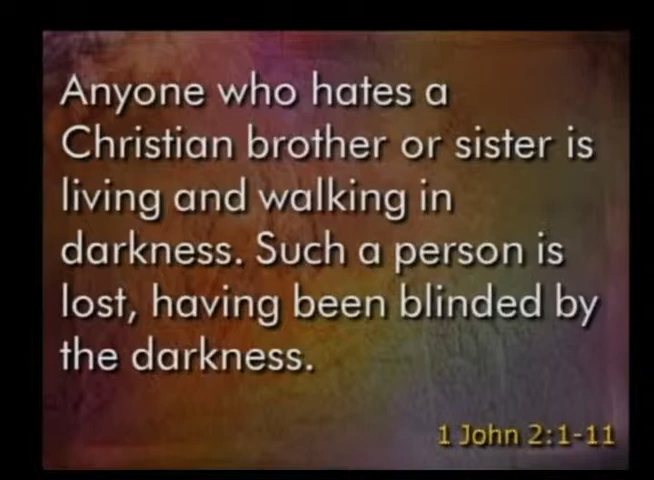 Anyone who hates a
Christian brother or sister is
living and walking in
darkness. Such a person is
lost, having been blinded by
the darkness.
1 John 2:1-11